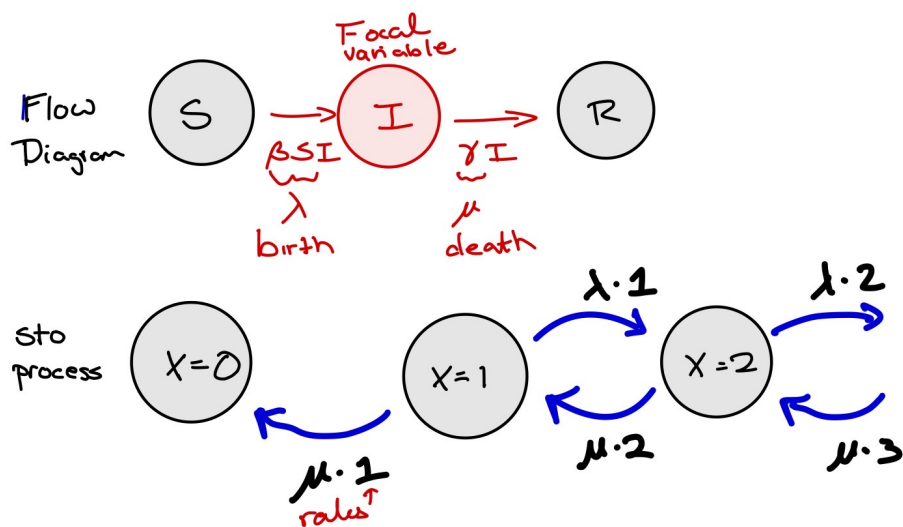 Focal
variable
Flow
Diagram
S
I
R
βSI
γI
λ
μ
birth
death
λ·1
λ·2
sto
process
X=0
X=1
X=2
μ·1
μ·2
μ·3
rates↑